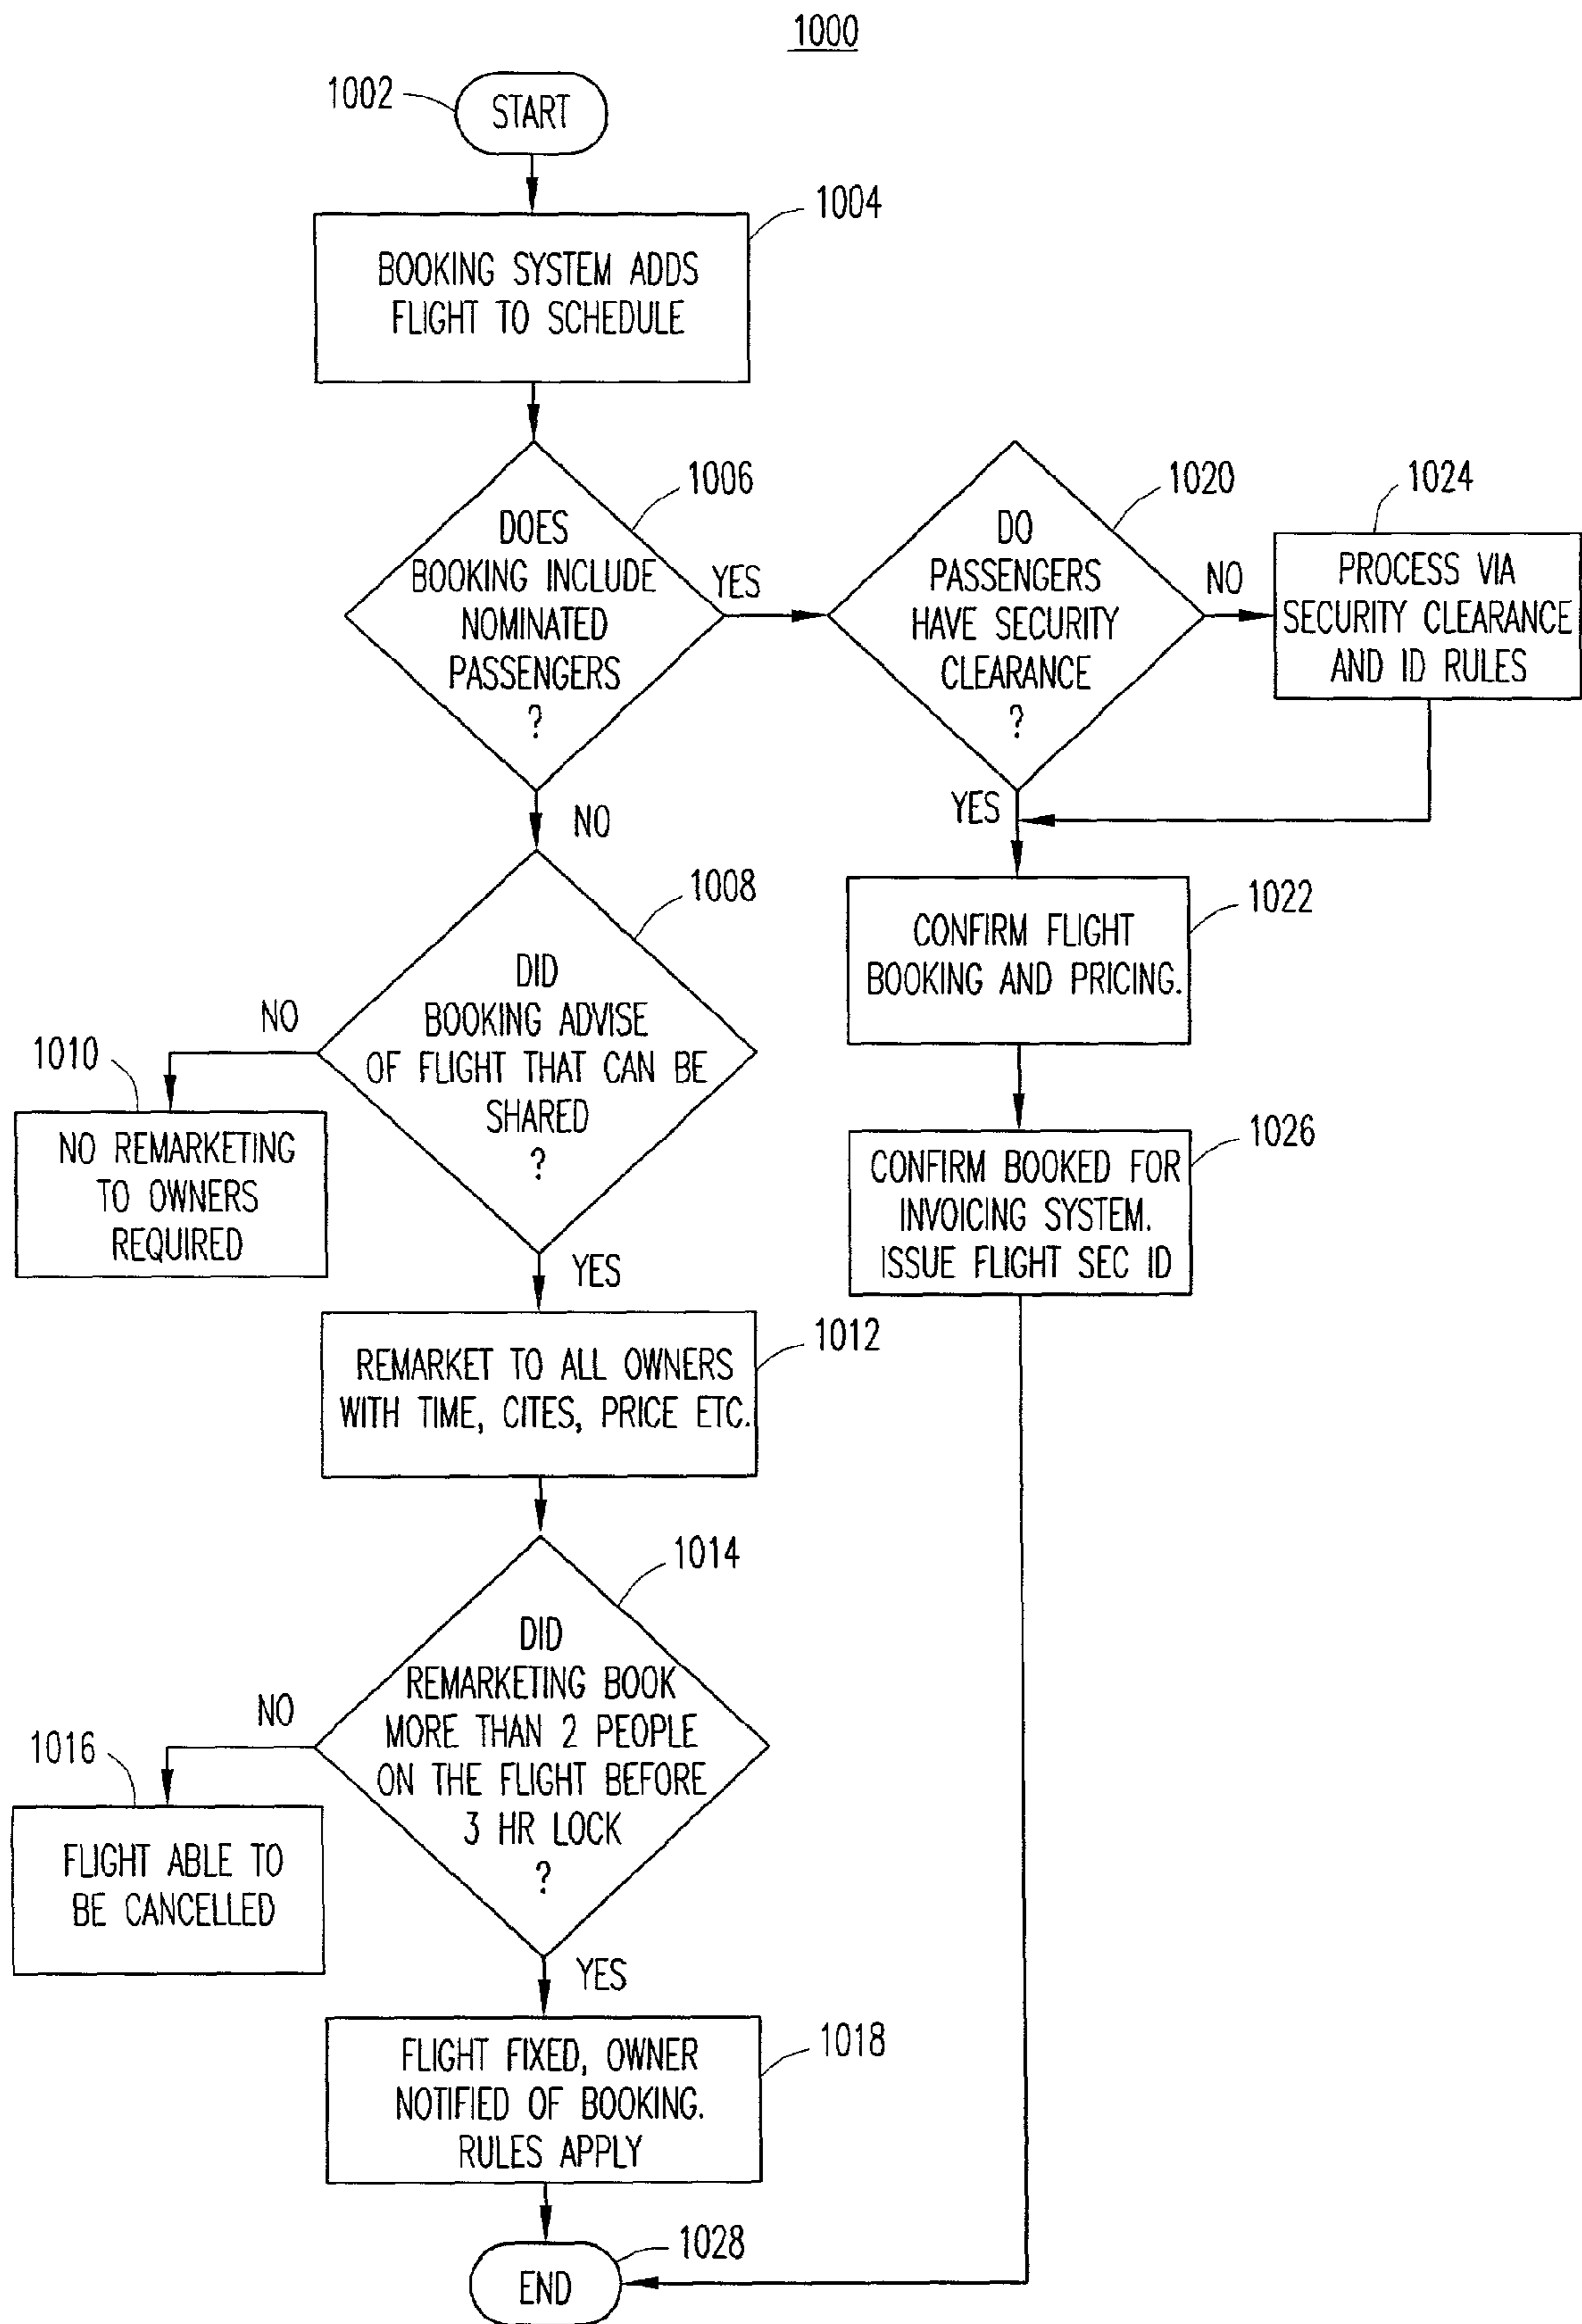 1000
1002
START
1004
BOOKING SYSTEM ADDS
FLIGHT TO SCHEDULE
1006
DOES
BOOKING INCLUDE
NOMINATED
PASSENGERS
?
YES
1020
DO
PASSENGERS
HAVE SECURITY
CLEARANCE
?
NO
1024
PROCESS VIA
SECURITY CLEARANCE
AND ID RULES
YES
NO
1022
CONFIRM FLIGHT
BOOKING AND PRICING.
1008
DID
BOOKING ADVISE
OF FLIGHT THAT CAN BE
SHARED
?
NO
1010
NO REMARKETING
TO OWNERS
REQUIRED
1026
CONFIRM BOOKED FOR
INVOICING SYSTEM.
ISSUE FLIGHT SEC ID
YES
1012
REMARKET TO ALL OWNERS
WITH TIME, CITES, PRICE ETC.
1014
DID
REMARKETING BOOK
MORE THAN 2 PEOPLE
ON THE FLIGHT BEFORE
3 HR LOCK
?
NO
1016
FLIGHT ABLE TO
BE CANCELLED
YES
1018
FLIGHT FIXED, OWNER
NOTIFIED OF BOOKING.
RULES APPLY
1028
END